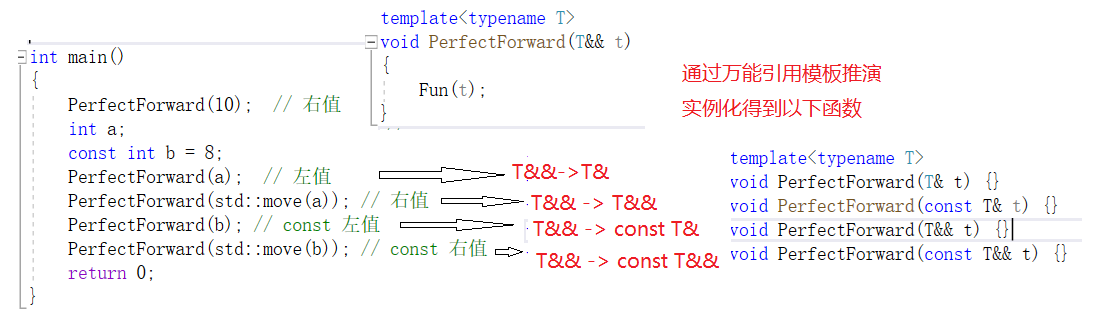 template<typename T>
void PerfectForward(T&& t)
{
    Fun(t);
}
int main()
{
    PerfectForward(10);  // 右值
    int a;
    const int b = 8;
    PerfectForward(a);  // 左值
    PerfectForward(std::move(a)); // 右值
    PerfectForward(b); // const 左值
    PerfectForward(std::move(b)); // const 右值
    return 0;
}
T&&->T&
T&& -> T&&
T&& -> const T&
T&& -> const T&&
通过万能引用模板推演
实例化得到以下函数
template<typename T>
void PerfectForward(T& t) {}
void PerfectForward(const T& t) {}
void PerfectForward(T&& t) {}
void PerfectForward(const T&& t) {}